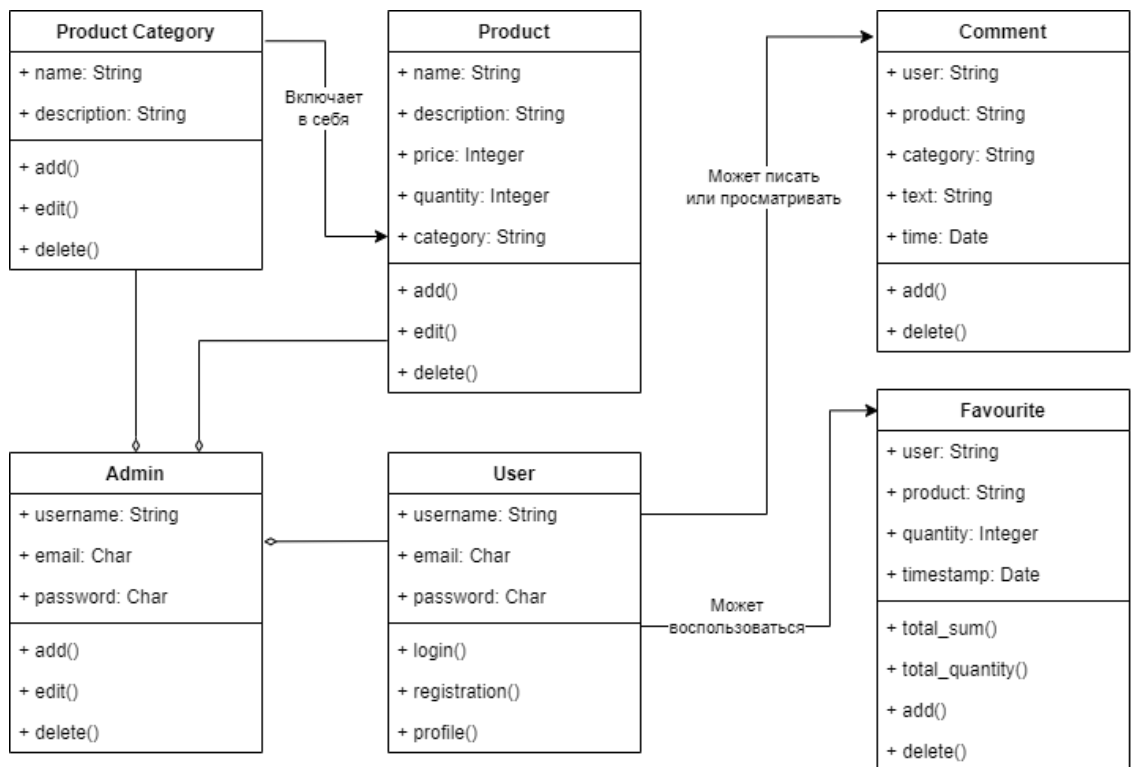 Product Category
+ name: String
+ description: String
+ add()
+ edit()
+ delete()
Включает
в себя
Product
+ name: String
+ description: String
+ price: Integer
+ quantity: Integer
+ category: String
+ add()
+ edit()
+ delete()
Может писать
или просматривать
Comment
+ user: String
+ product: String
+ category: String
+ text: String
+ time: Date
+ add()
+ delete()
Admin
+ username: String
+ email: Char
+ password: Char
+ add()
+ edit()
+ delete()
User
+ username: String
+ email: Char
+ password: Char
+ login()
+ registration()
+ profile()
Может
воспользоваться
Favourite
+ user: String
+ product: String
+ quantity: Integer
+ timestamp: Date
+ total_sum()
+ total_quantity()
+ add()
+ delete()